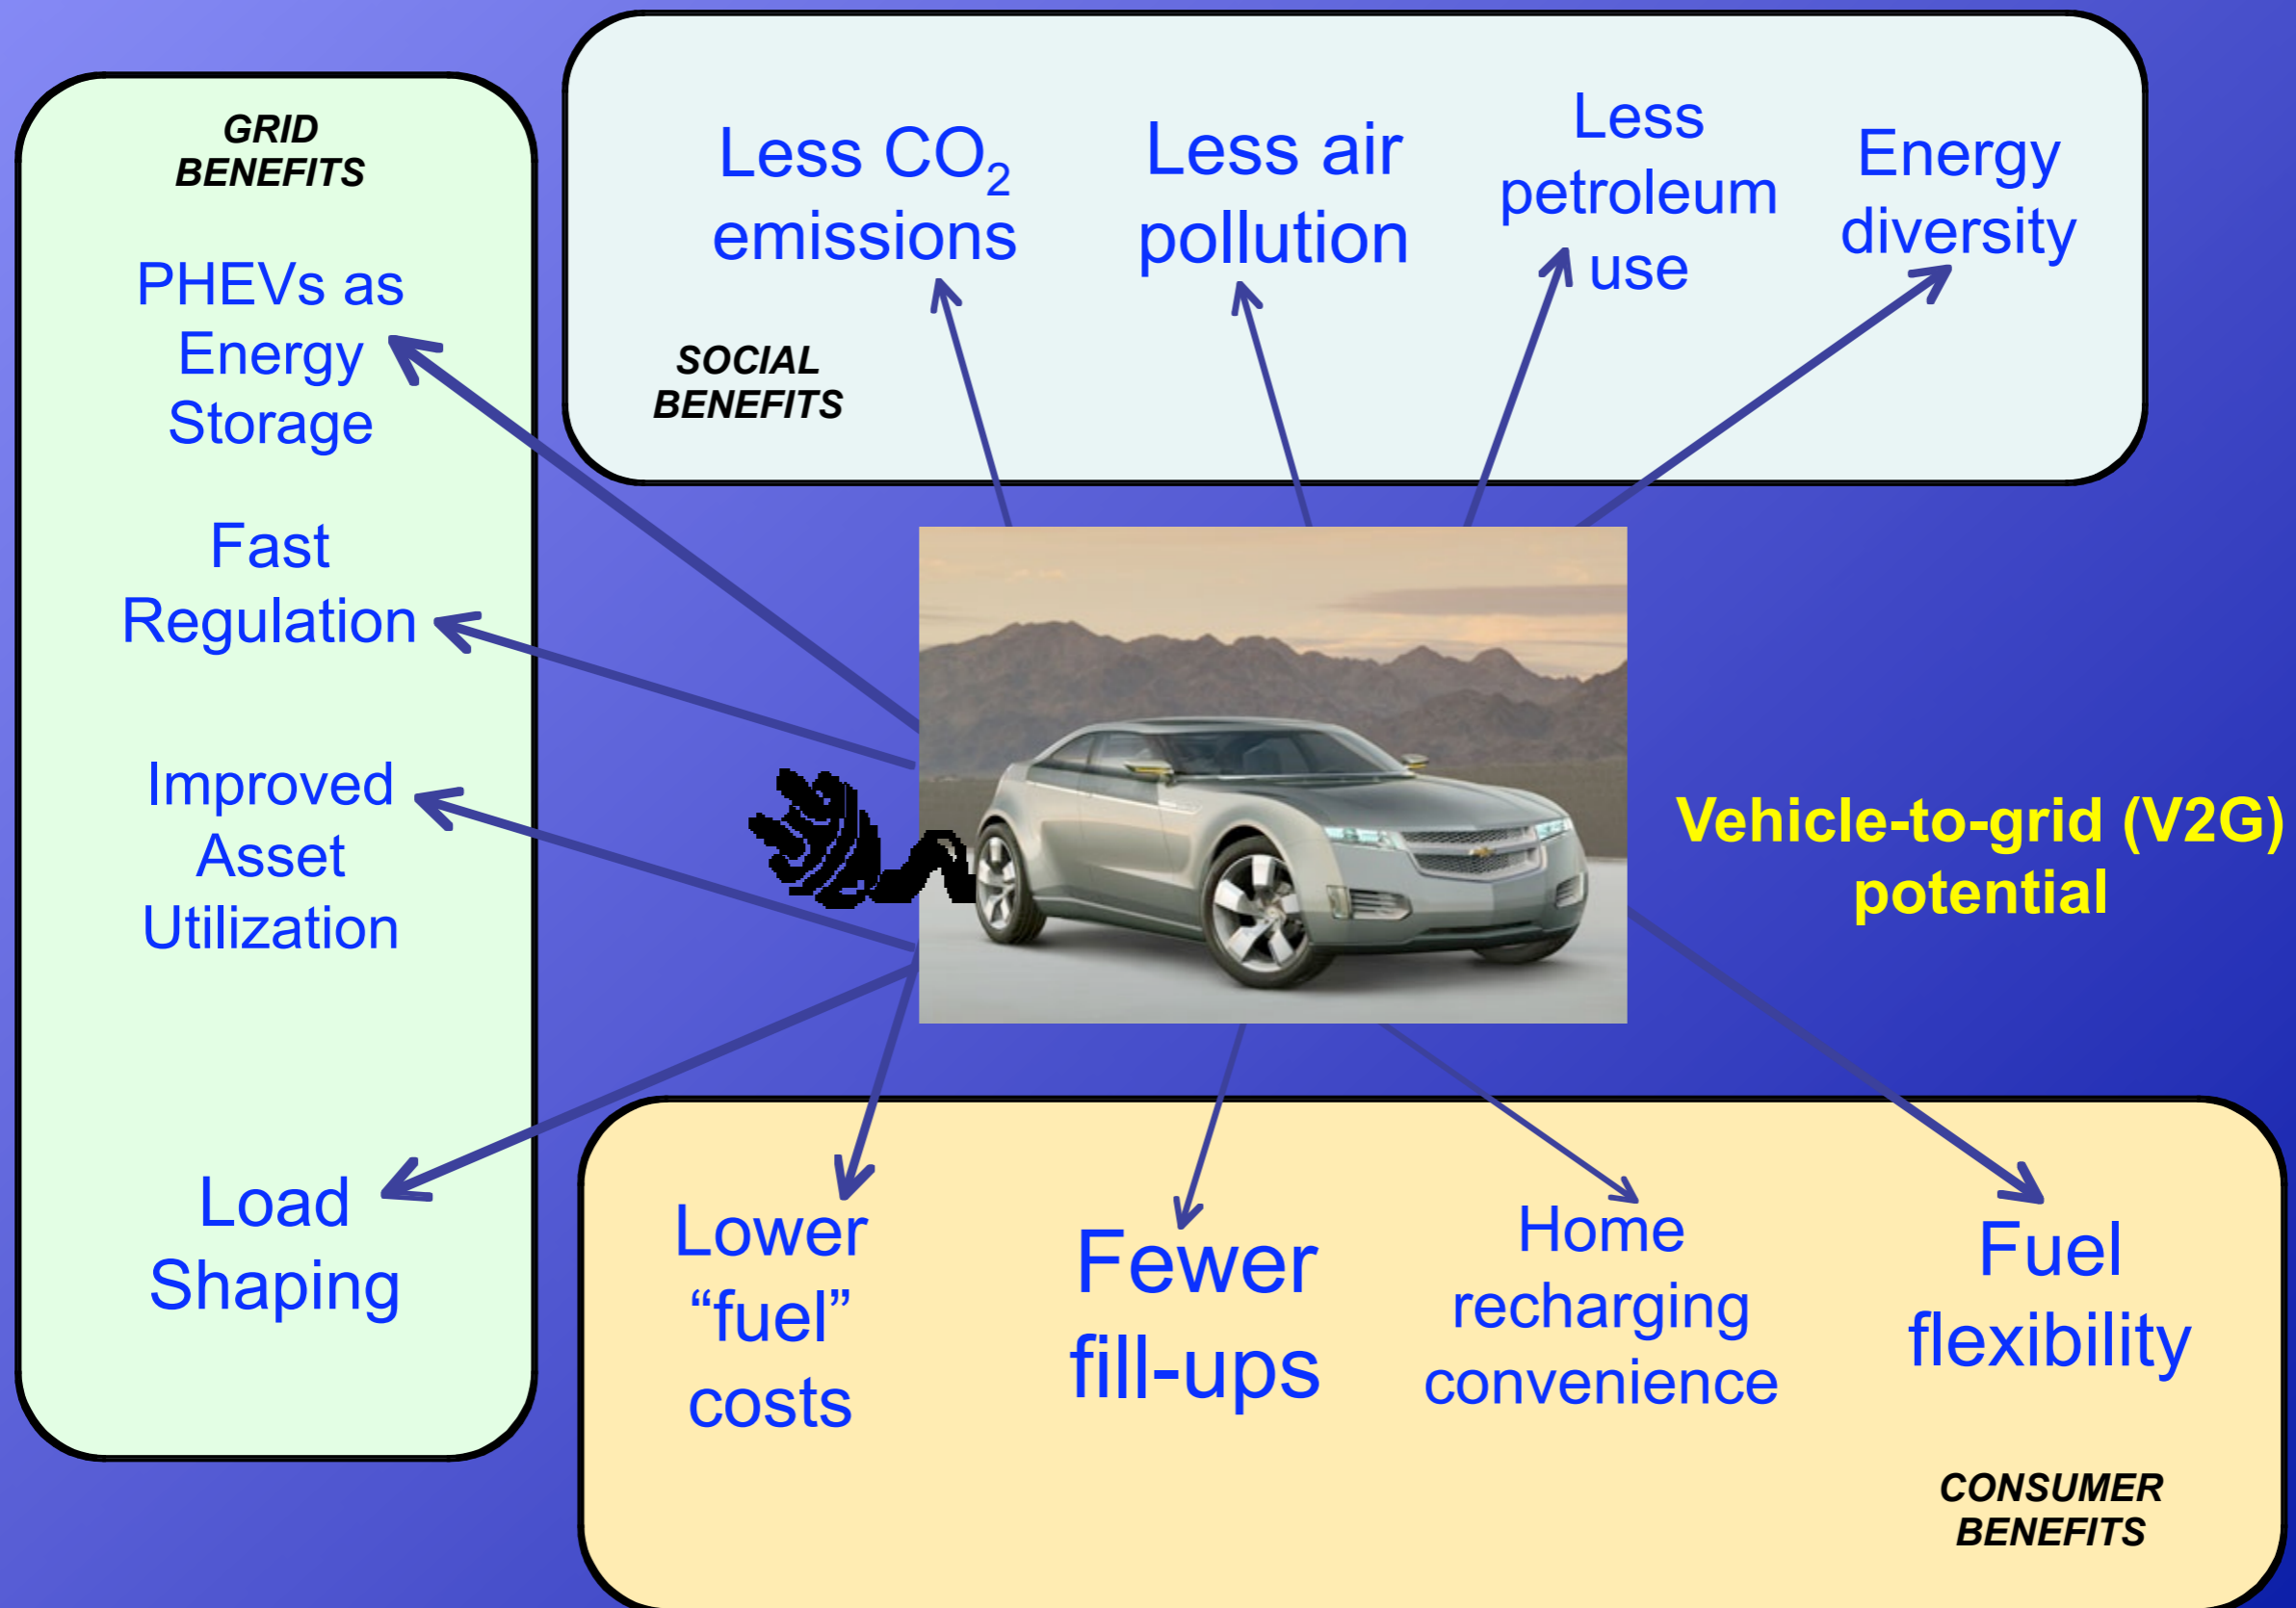 GRID
BENEFITS
PHEVs as
Energy
Storage
Fast
Regulation
Improved
Asset
Utilization
Load
Shaping
Less CO₂
emissions
Less air
pollution
Less
petroleum
use
Energy
diversity
SOCIAL
BENEFITS
Vehicle-to-grid (V2G)
potential
Lower
“fuel”
costs
Fewer
fill-ups
Home
recharging
convenience
Fuel
flexibility
CONSUMER
BENEFITS